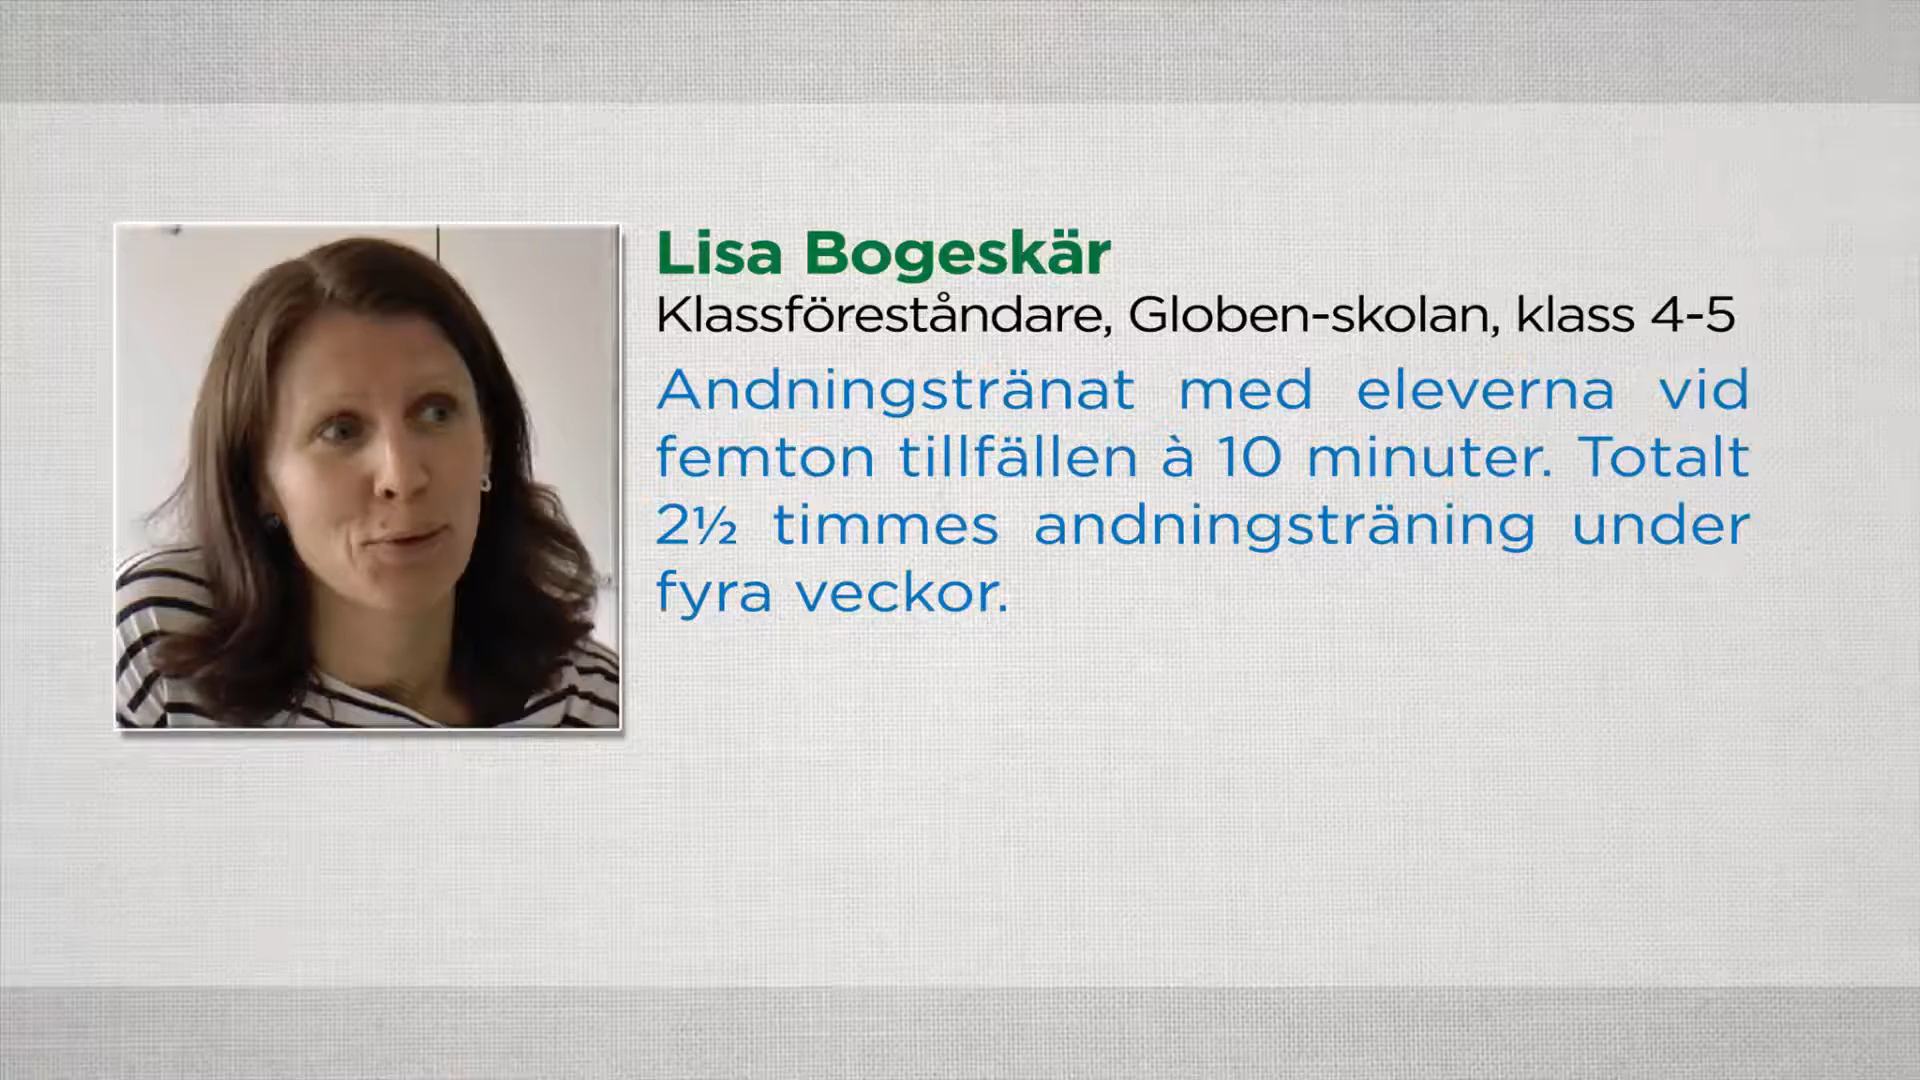 Lisa Bogeskär
Klassföreståndare, Globen-skolan, klass 4-5
Andningstränat med eleverna vid
femton tillfällen à 10 minuter. Totalt
2½ timmes andningsträning under
fyra veckor.